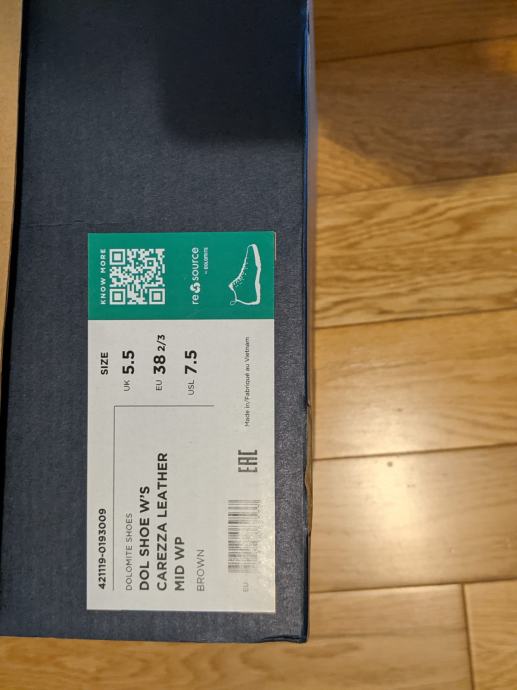 421119-0193009
DOLOMITE SHOES
DOL SHOE W'S
CAREZZA LEATHER
MID WP
BROWN
EU
EAC
SIZE
UK 5.5
EU 38 2/3
USL 7.5
Made in/Fabriqué au Vietnam
KNOW MORE
re source
- DOLOMITE